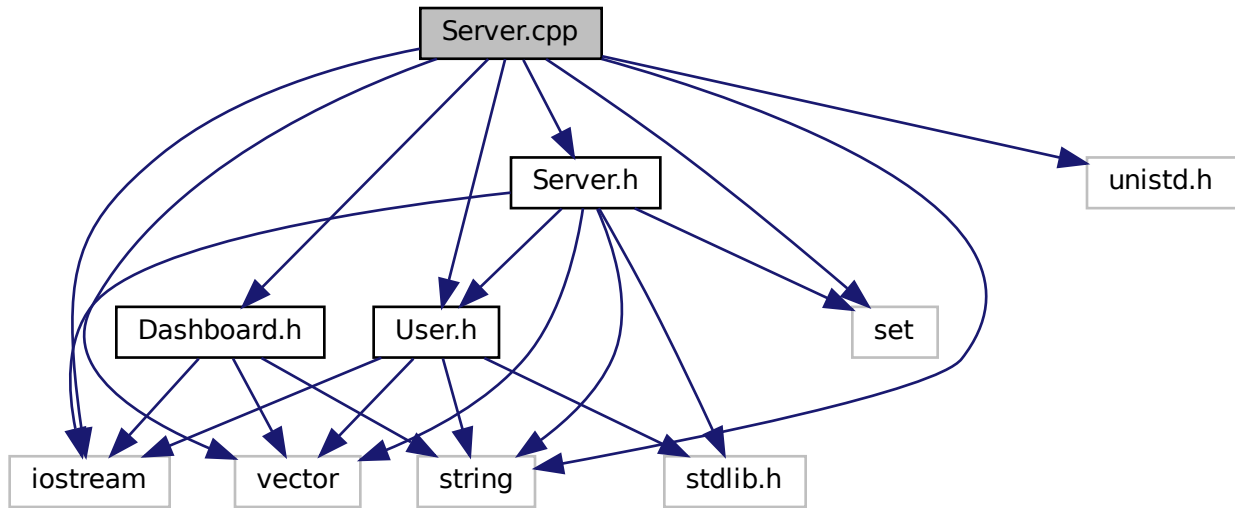 Server.cpp
Server.h
unistd.h
Dashboard.h
User.h
set
iostream
vector
string
stdlib.h